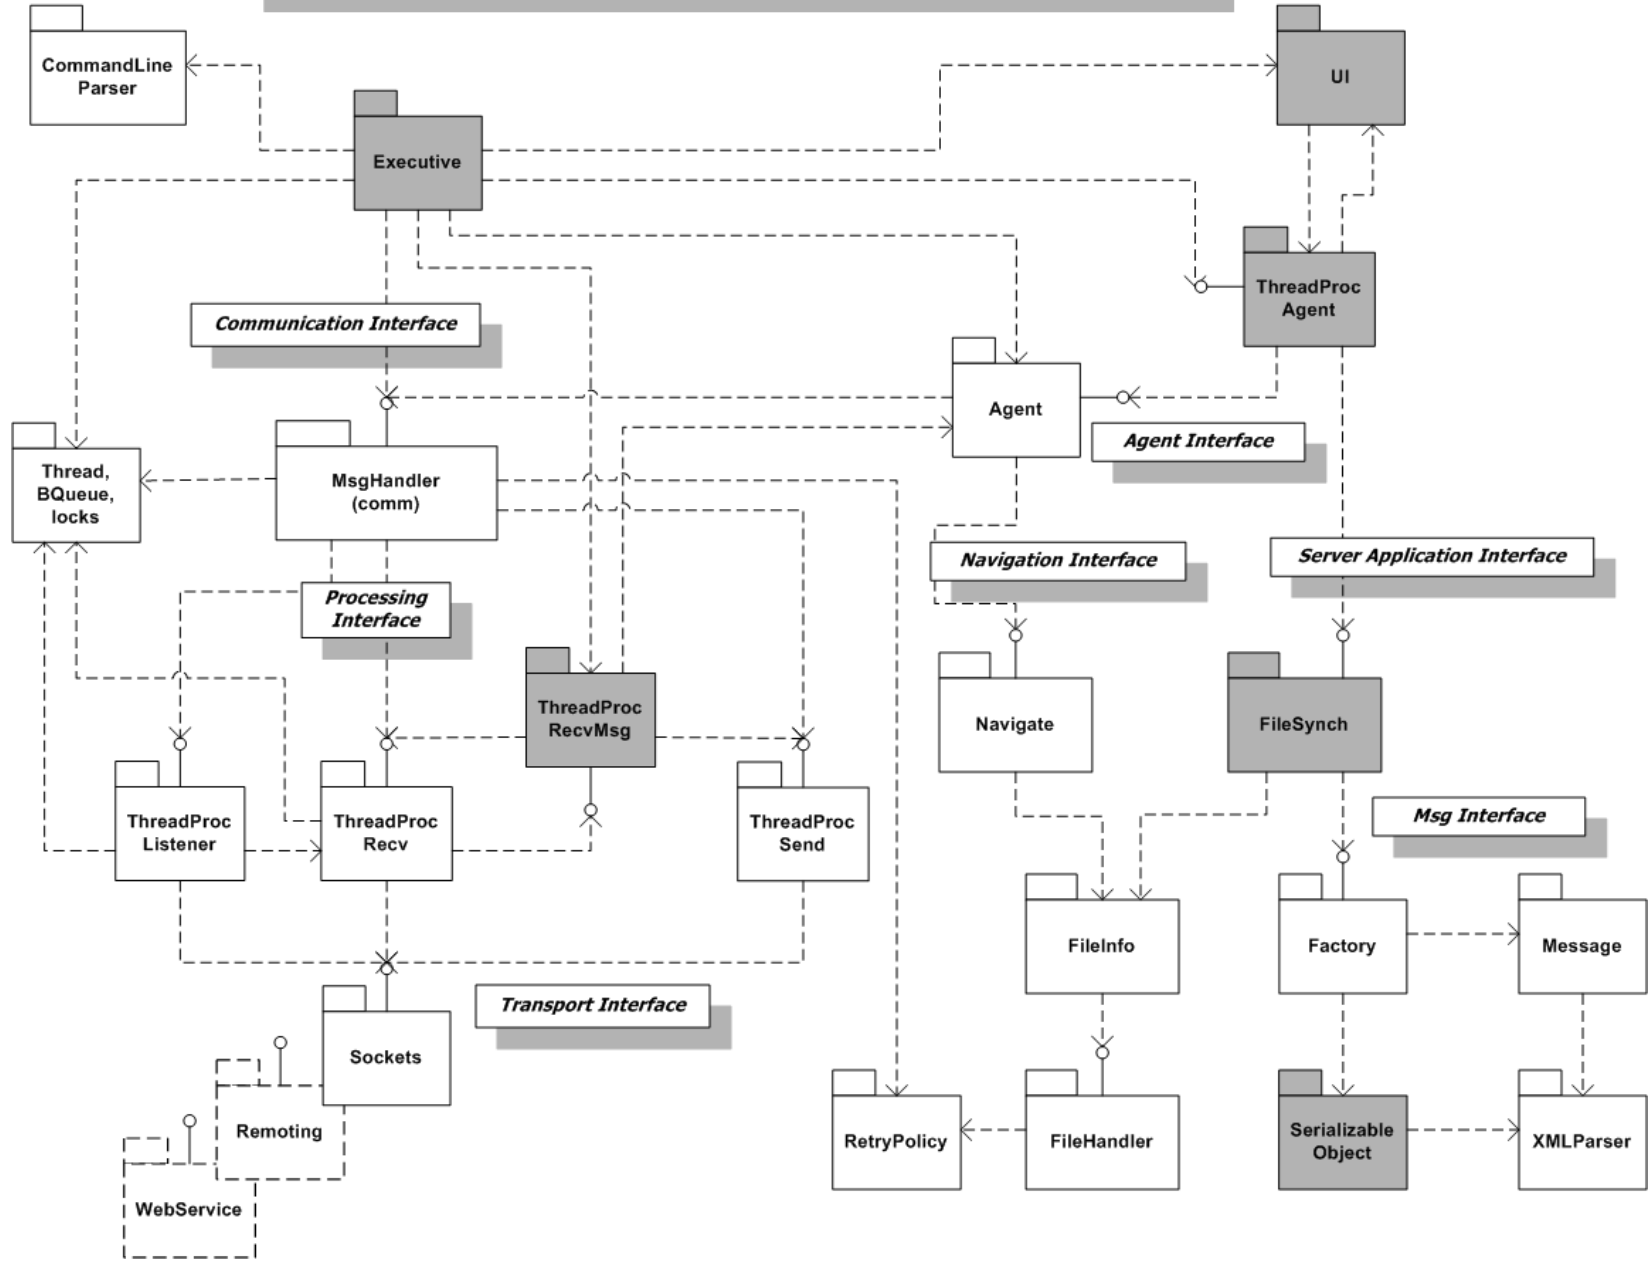 CommandLine
Parser
UI
Executive
ThreadProc
Agent
Communication Interface
Agent
Agent Interface
Thread,
BQueue,
locks
MsgHandler
(comm)
Navigation Interface
Server Application Interface
Processing
Interface
ThreadProc
RecvMsg
Navigate
FileSynch
ThreadProc
Listener
ThreadProc
Recv
ThreadProc
Send
Msg Interface
FileInfo
Factory
Message
Transport Interface
Sockets
Remoting
RetryPolicy
FileHandler
Serializable
Object
XMLParser
WebService